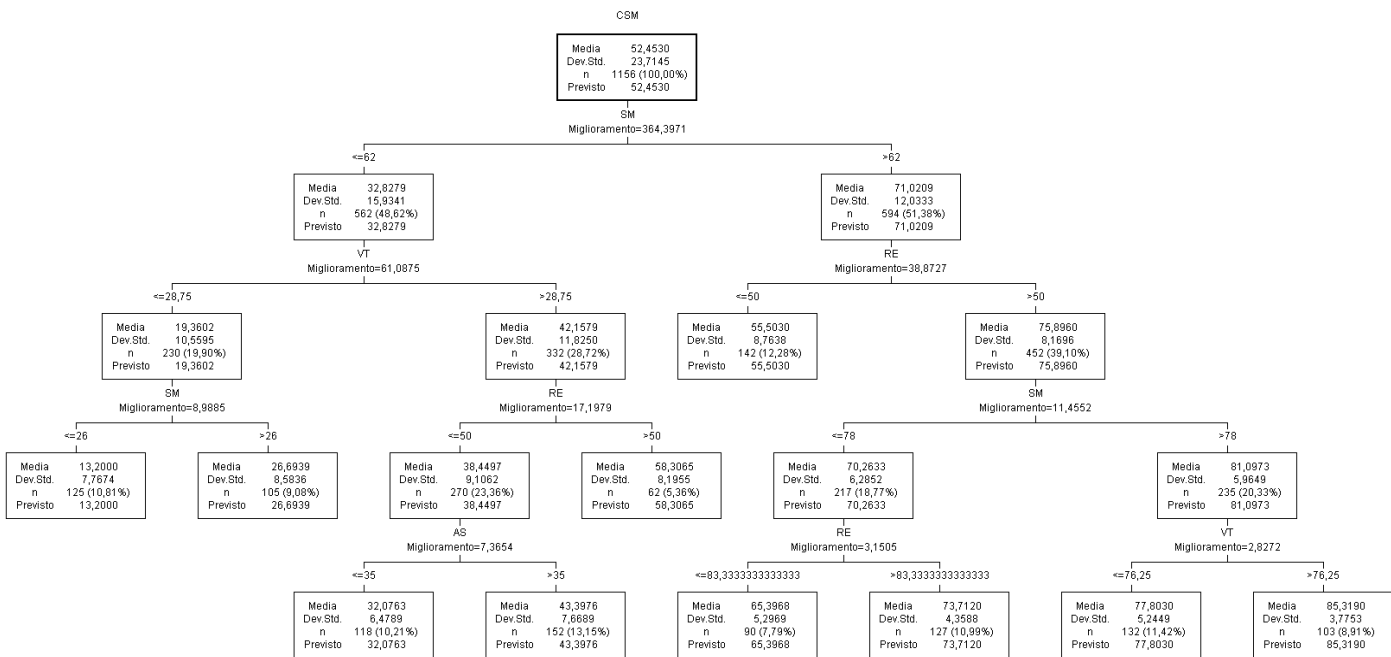 CSM
Media 52,4530
Dev.Std. 23,7145
n 1156 (100,00%)
Previsto 52,4530
SM
Miglioramento=364,3971
<=62
>62
Media 32,8279
Dev.Std. 15,9341
n 562 (48,62%)
Previsto 32,8279
Media 71,0209
Dev.Std. 12,0333
n 594 (51,38%)
Previsto 71,0209
VT
Miglioramento=61,0875
RE
Miglioramento=38,8727
<=28,75
>28,75
<=50
>50
Media 19,3602
Dev.Std. 10,5595
n 230 (19,90%)
Previsto 19,3602
Media 42,1579
Dev.Std. 11,8250
n 332 (28,72%)
Previsto 42,1579
Media 55,5030
Dev.Std. 8,7638
n 142 (12,28%)
Previsto 55,5030
Media 75,8960
Dev.Std. 8,1696
n 452 (39,10%)
Previsto 75,8960
SM
Miglioramento=8,9885
RE
Miglioramento=17,1979
SM
Miglioramento=11,4552
<=26
>26
<=50
>50
<=78
>78
Media 13,2000
Dev.Std. 7,7674
n 125 (10,81%)
Previsto 13,2000
Media 26,6939
Dev.Std. 8,5836
n 105 (9,08%)
Previsto 26,6939
Media 38,4497
Dev.Std. 9,1062
n 270 (23,36%)
Previsto 38,4497
Media 58,3065
Dev.Std. 8,1955
n 62 (5,36%)
Previsto 58,3065
Media 70,2633
Dev.Std. 6,2852
n 217 (18,77%)
Previsto 70,2633
Media 81,0973
Dev.Std. 5,9649
n 235 (20,33%)
Previsto 81,0973
AS
Miglioramento=7,3654
RE
Miglioramento=3,1505
VT
Miglioramento=2,8272
<=35
>35
<=83,3333333333333
>83,3333333333333
<=76,25
>76,25
Media 32,0763
Dev.Std. 6,4789
n 118 (10,21%)
Previsto 32,0763
Media 43,3976
Dev.Std. 7,6689
n 152 (13,15%)
Previsto 43,3976
Media 65,3968
Dev.Std. 5,2969
n 90 (7,79%)
Previsto 65,3968
Media 73,7120
Dev.Std. 4,3588
n 127 (10,99%)
Previsto 73,7120
Media 77,8030
Dev.Std. 5,2449
n 132 (11,42%)
Previsto 77,8030
Media 85,3190
Dev.Std. 3,7753
n 103 (8,91%)
Previsto 85,3190